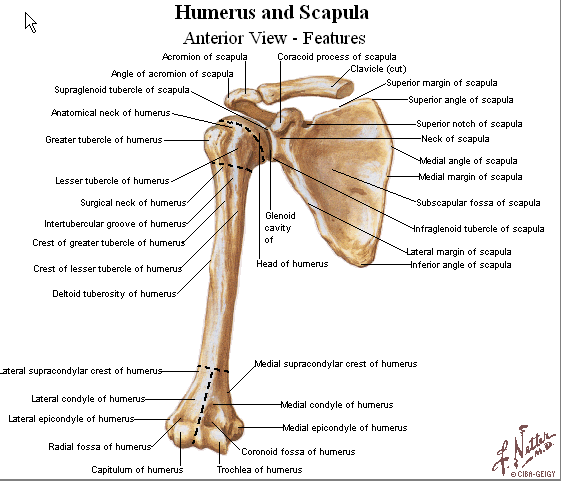 Humerus and Scapula
Anterior View - Features
Acromion of scapula
Coracoid process of scapula
Angle of acromion of scapula
Clavicle (cut)
Supraglenoid tubercle of scapula
Superior margin of scapula
Superior angle of scapula
Anatomical neck of humerus
Superior notch of scapula
Greater tubercle of humerus
Neck of scapula
Medial angle of scapula
Lesser tubercle of humerus
Medial margin of scapula
Surgical neck of humerus
Subscapular fossa of scapula
Intertubercular groove of humerus
Glenoid
cavity
of
Infraglenoid tubercle of scapula
Crest of greater tubercle of humerus
Lateral margin of scapula
Crest of lesser tubercle of humerus
Head of humerus
Inferior angle of scapula
Deltoid tuberosity of humerus
Lateral supracondylar crest of humerus
Medial supracondylar crest of humerus
Lateral condyle of humerus
Medial condyle of humerus
Lateral epicondyle of humerus
Medial epicondyle of humerus
Radial fossa of humerus
Coronoid fossa of humerus
Capitulum of humerus
Trochlea of humerus
F. Netter
M.D.
© CIBA-GEIGY